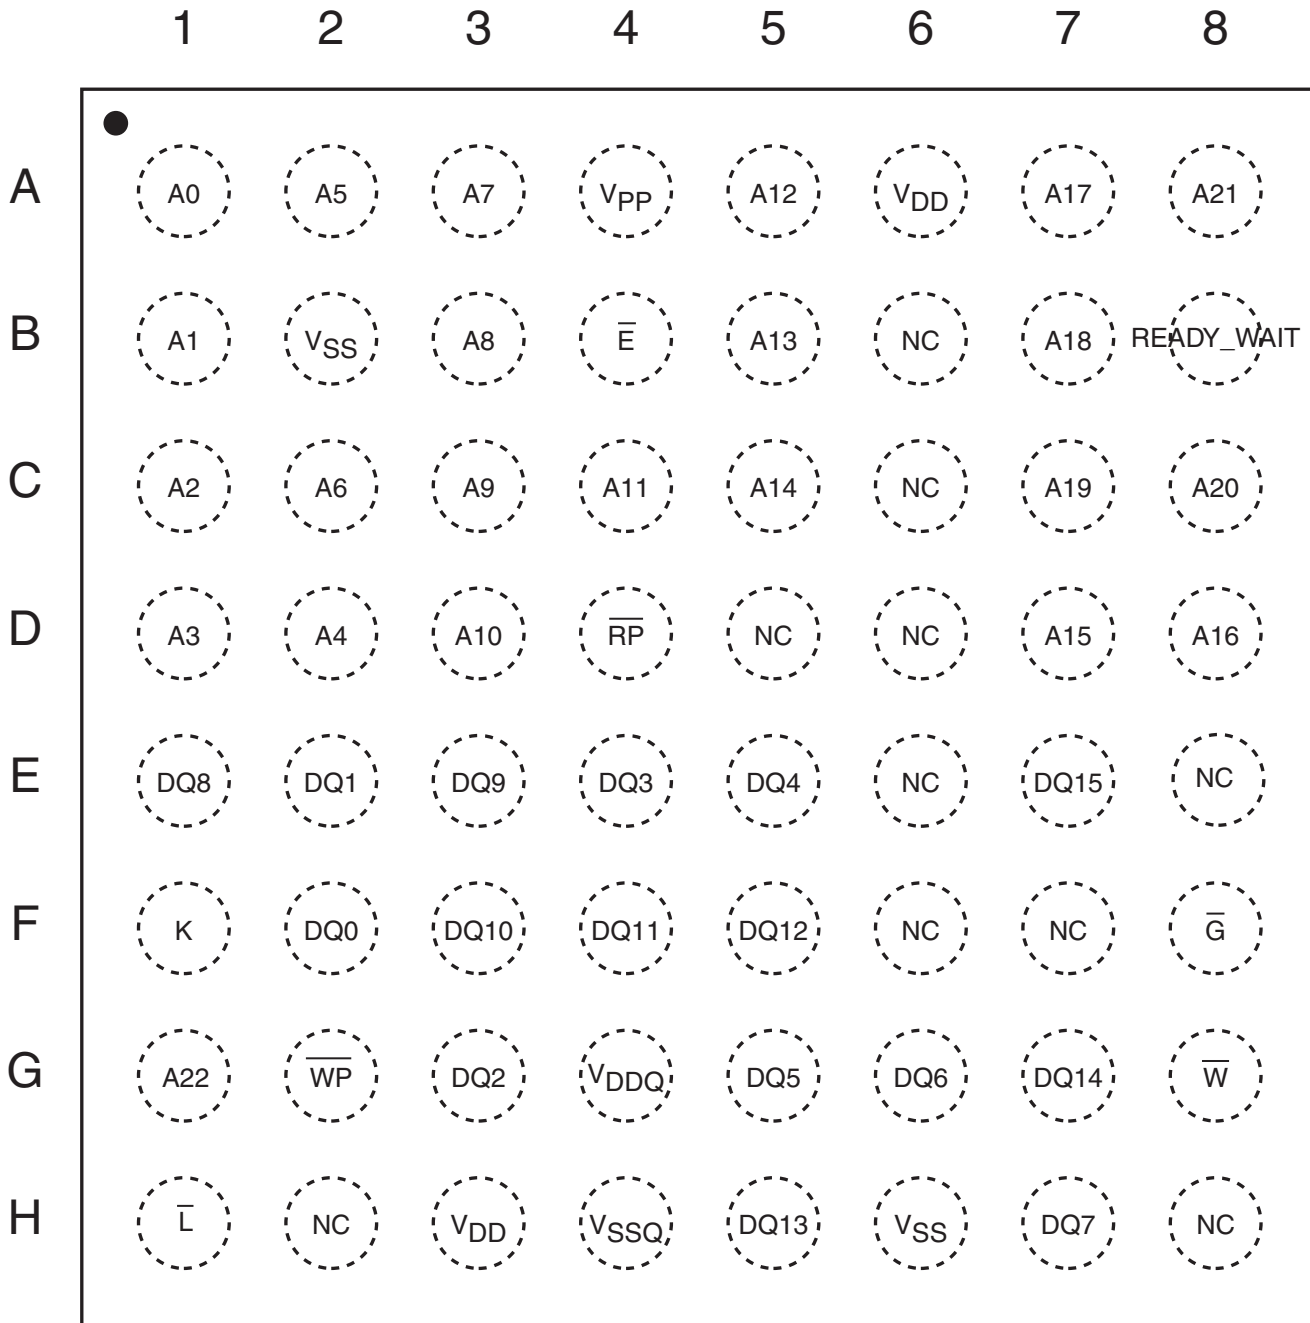 1 2 3 4 5 6 7 8
A A0 A5 A7 VPP A12 VDD A17 A21
B A1 VSS A8 E̅ A13 NC A18 READY_WAIT
C A2 A6 A9 A11 A14 NC A19 A20
D A3 A4 A10 R̅P̅ NC NC A15 A16
E DQ8 DQ1 DQ9 DQ3 DQ4 NC DQ15 NC
F K DQ0 DQ10 DQ11 DQ12 NC NC G̅
G A22 W̅P̅ DQ2 VDDQ DQ5 DQ6 DQ14 W̅
H L̅ NC VDD VSSQ DQ13 VSS DQ7 NC